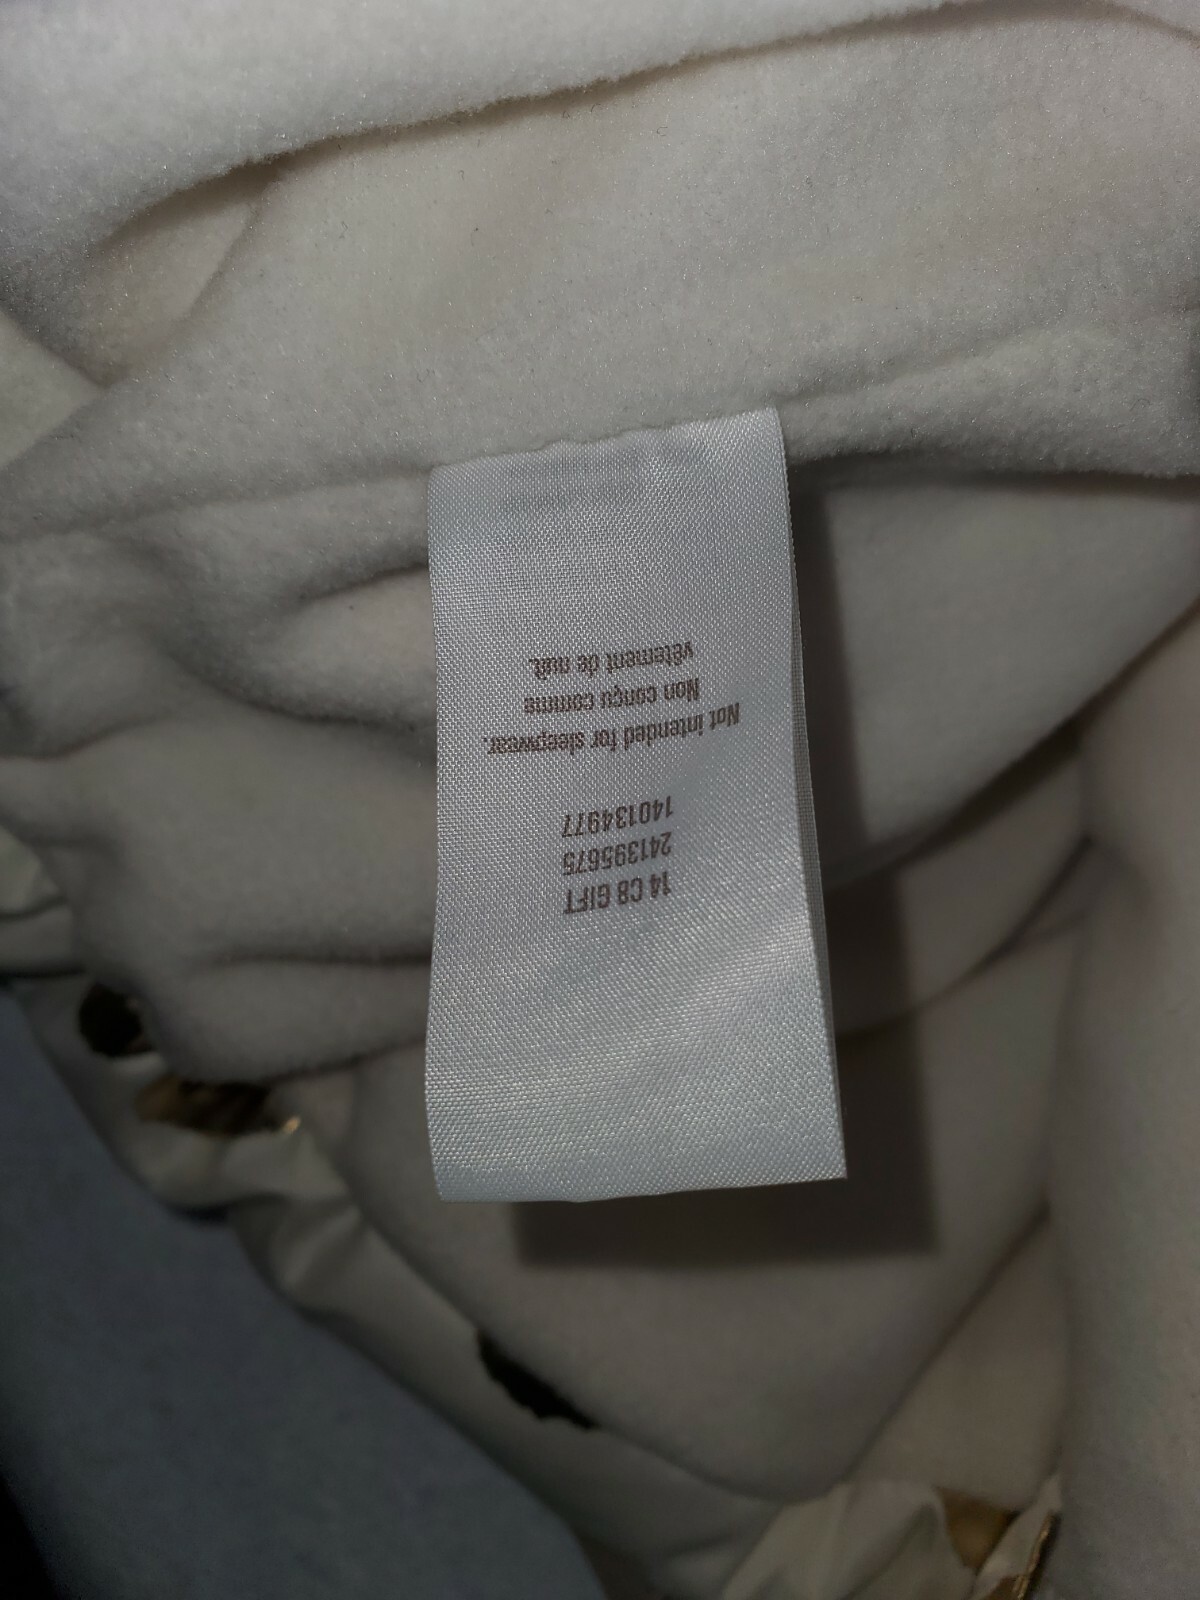 14 C8 GIFT
241395675
140134977
Not intended for sleepwear.
Non conçu comme
vêtement de nuit.